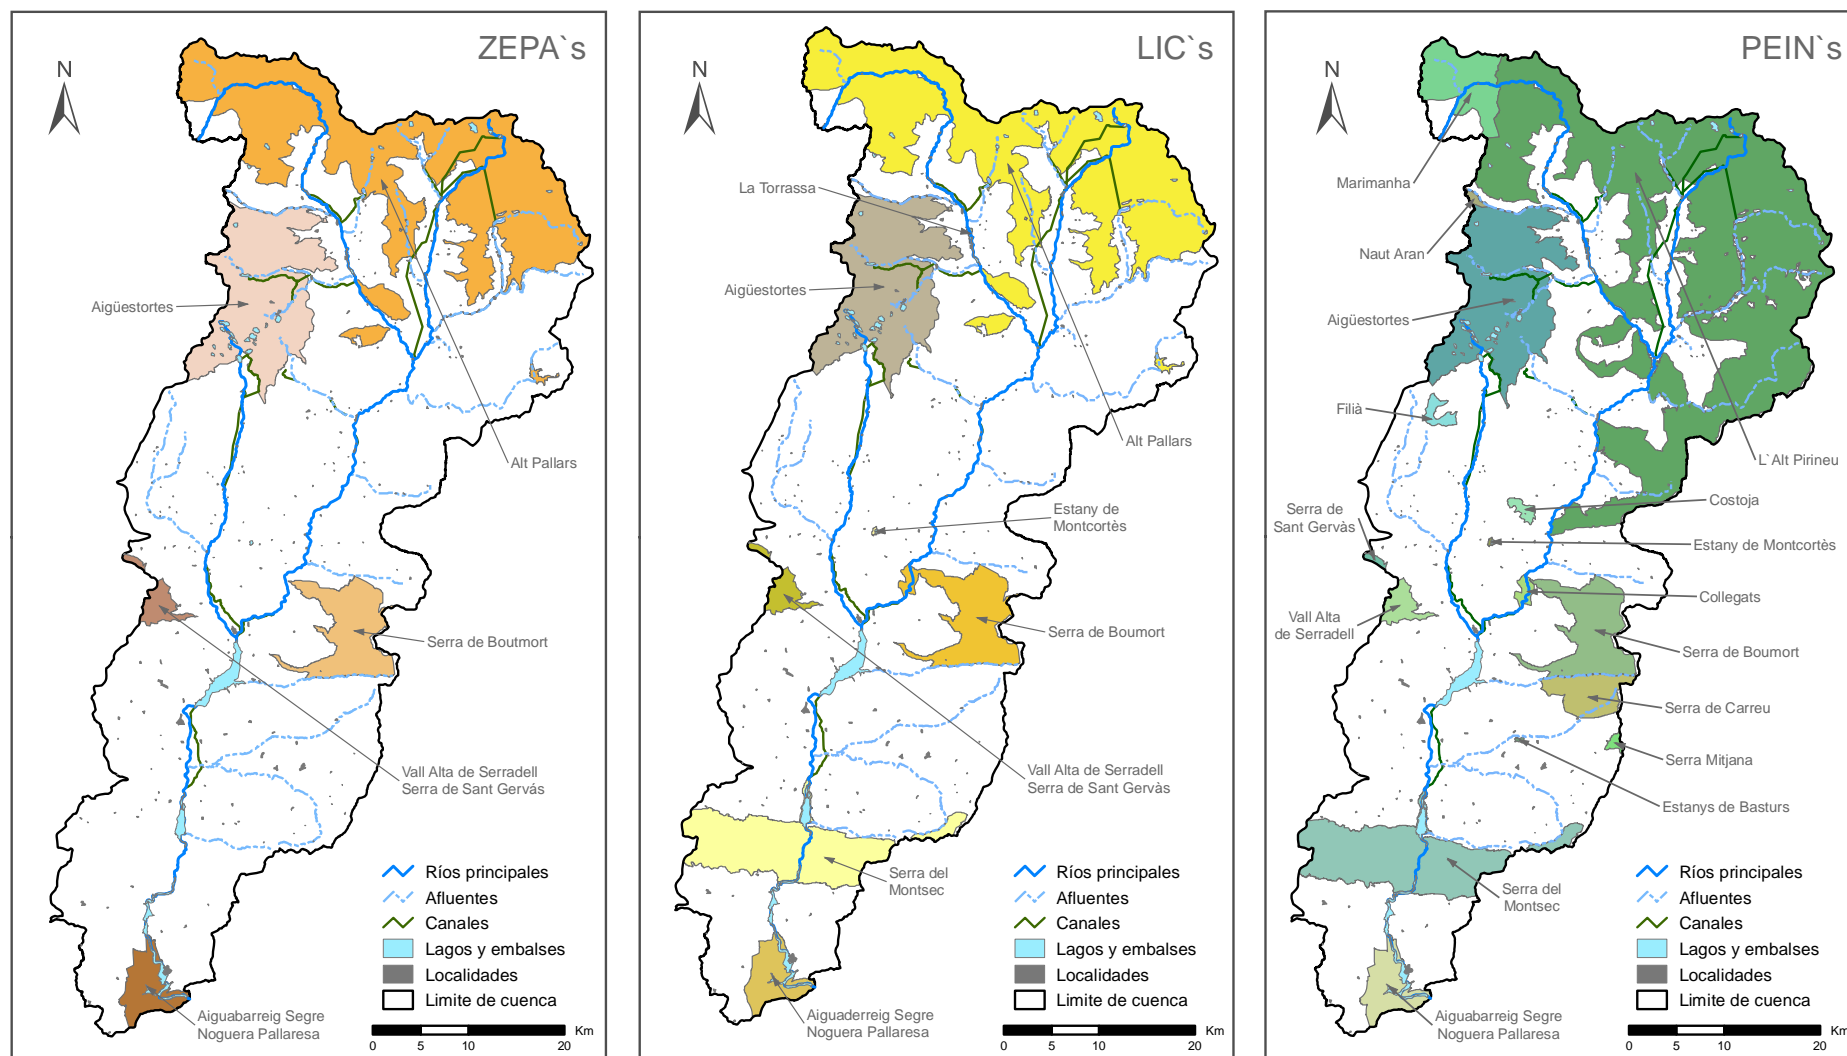 ZEPA`s
N
Aigüestortes
Alt Pallars
Serra de Boutmort
Vall Alta de Serradell
Serra de Sant Gervás
Ríos principales
Afluentes
Canales
Lagos y embalses
Localidades
Limite de cuenca
Aiguabarreig Segre
Noguera Pallaresa
Km
0 5 10 20
LIC`s
N
La Torrassa
Aigüestortes
Alt Pallars
Estany de
Montcortès
Serra de Boumort
Vall Alta de Serradell
Serra de Sant Gervàs
Serra del
Montsec
Ríos principales
Afluentes
Canales
Lagos y embalses
Localidades
Limite de cuenca
Aiguaderreig Segre
Noguera Pallaresa
Km
0 5 10 20
PEIN`s
N
Marimanha
Naut Aran
Aigüestortes
Filià
L`Alt Pirineu
Costoja
Serra de
Sant Gervàs
Estany de Montcortès
Collegats
Vall Alta
de Serradell
Serra de Boumort
Serra de Carreu
Serra Mitjana
Estanys de Basturs
Serra del
Montsec
Ríos principales
Afluentes
Canales
Lagos y embalses
Localidades
Limite de cuenca
Aiguabarreig Segre
Noguera Pallaresa
Km
0 5 10 20